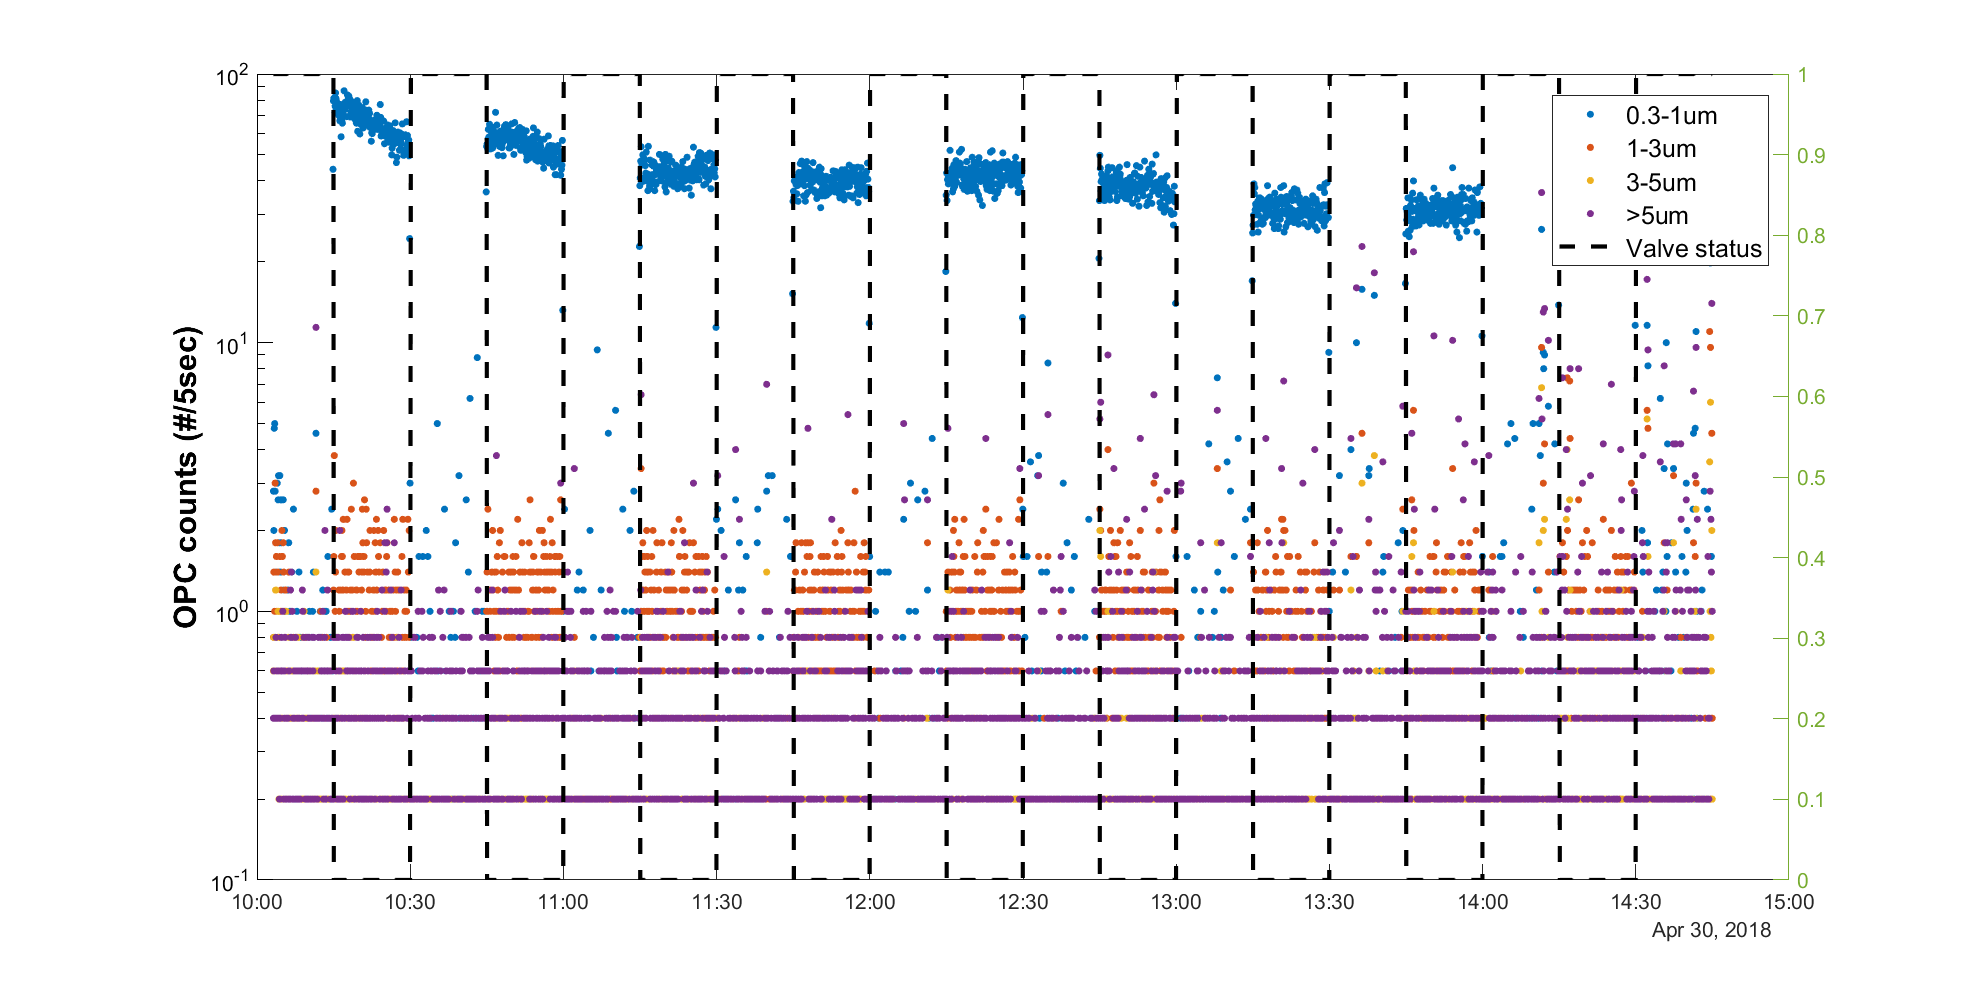 OPC counts (#/5sec)
10^2
10^1
10^0
10^-1
1
0.9
0.8
0.7
0.6
0.5
0.4
0.3
0.2
0.1
0
0.3-1um
1-3um
3-5um
>5um
Valve status
10:00 10:30 11:00 11:30 12:00 12:30 13:00 13:30 14:00 14:30 15:00
Apr 30, 2018